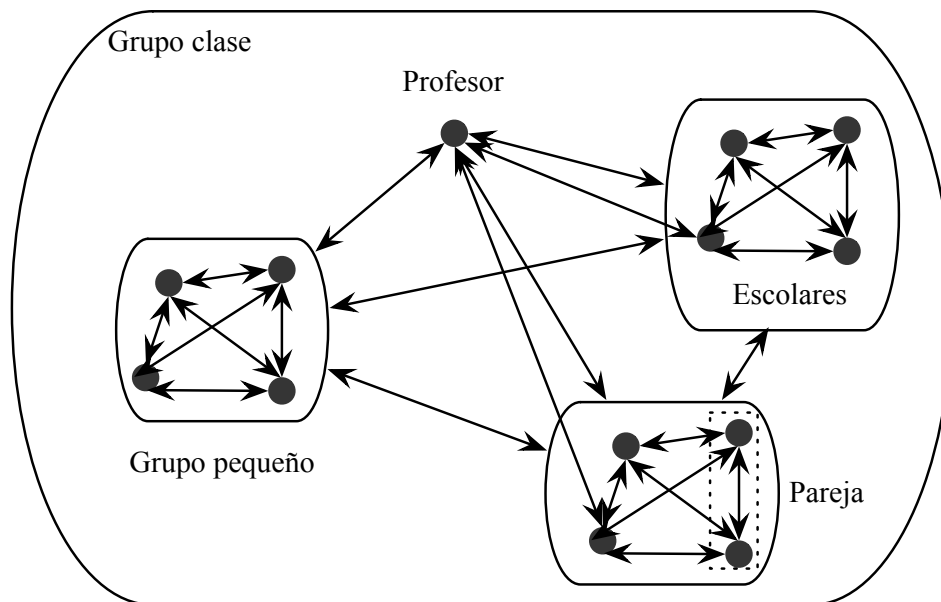 Grupo clase
Profesor
Escolares
Grupo pequeño
Pareja